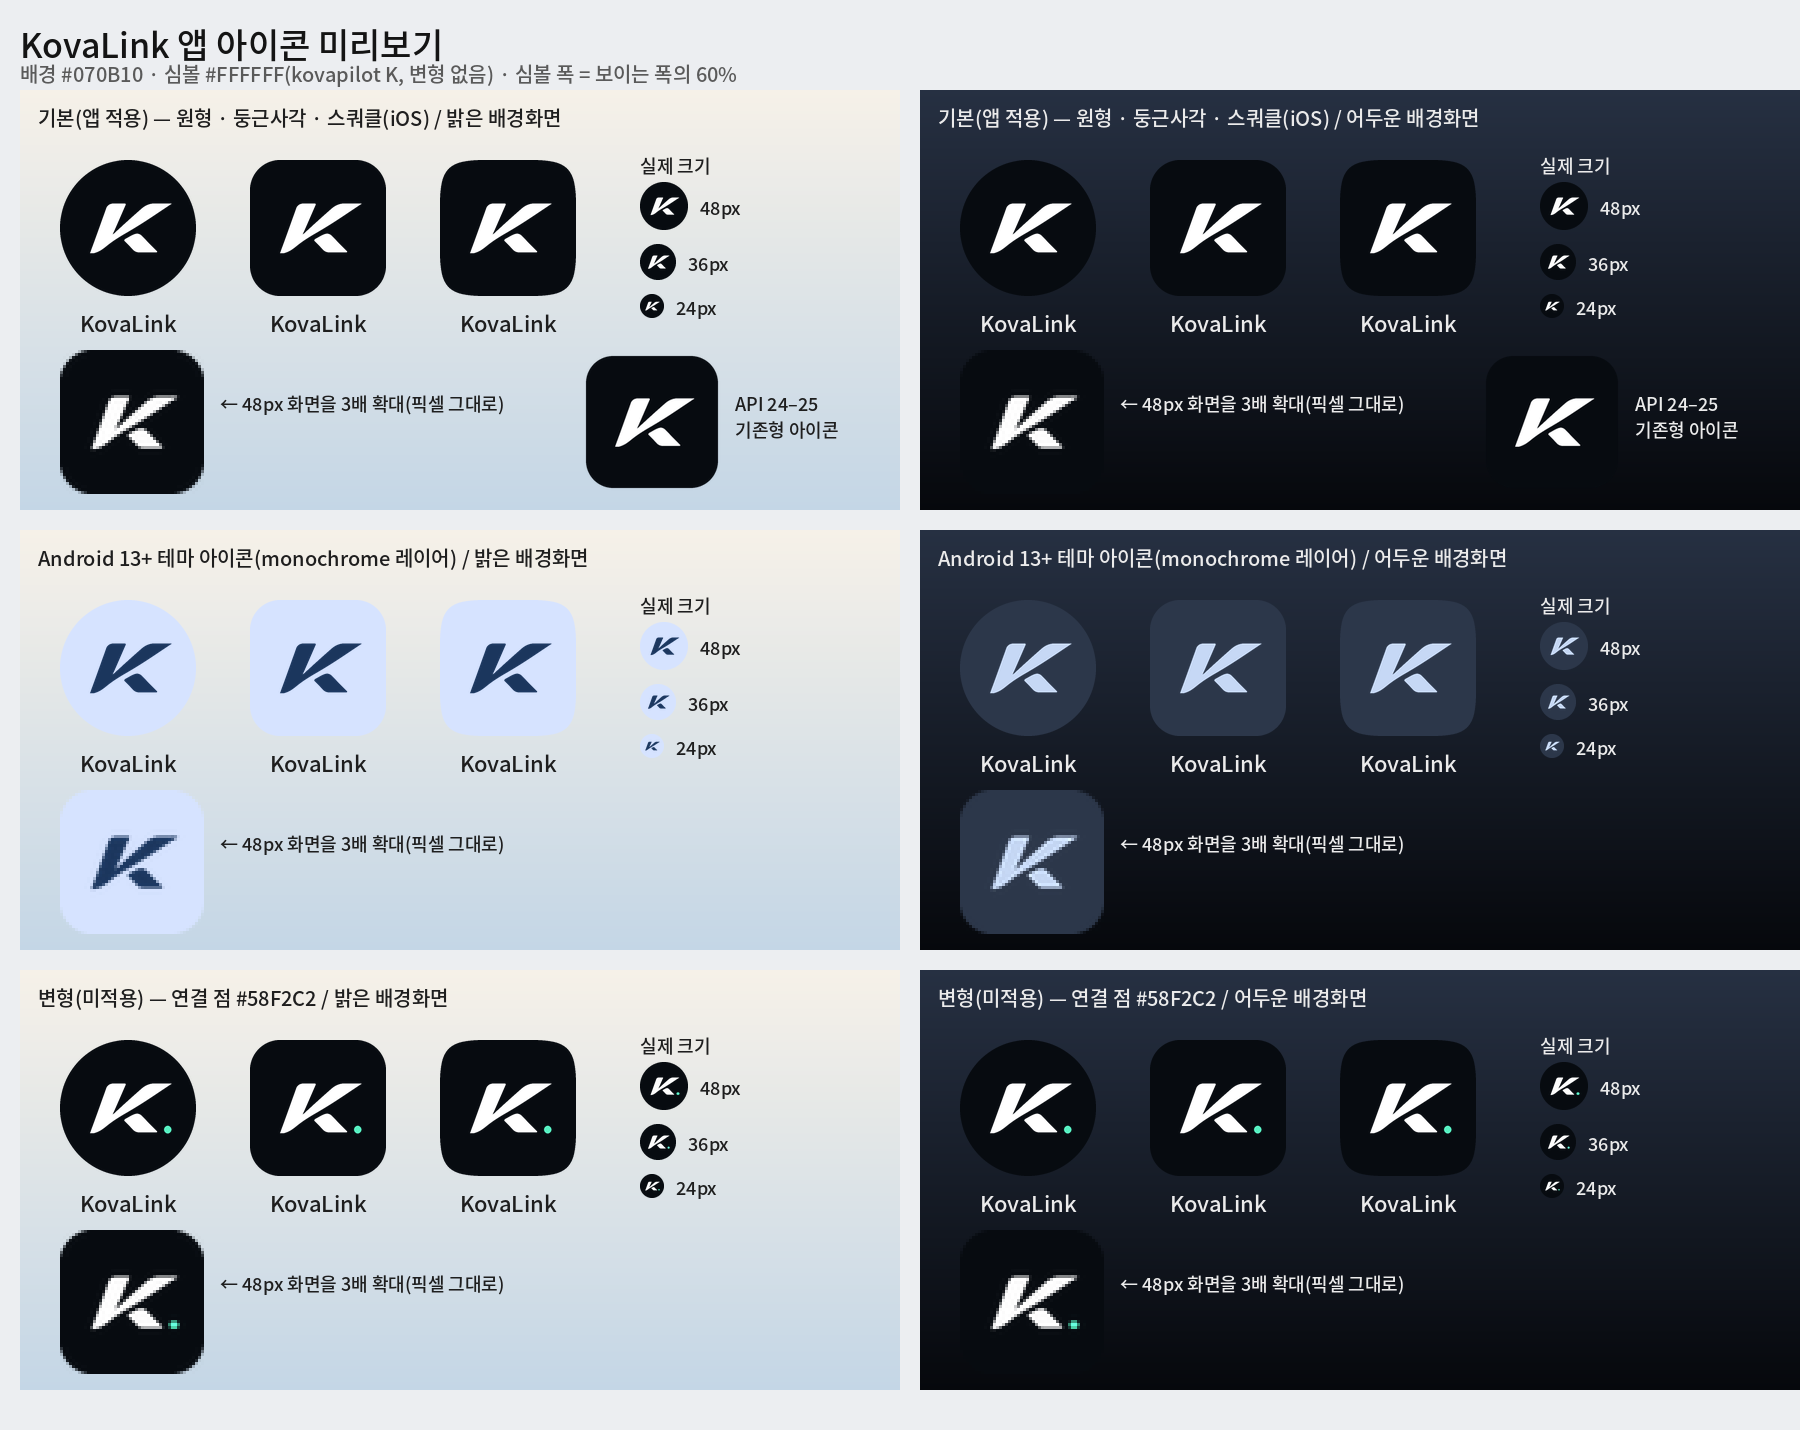 KovaLink 앱 아이콘 미리보기
배경 #070B10 · 심볼 #FFFFFF(kovapilot K, 변형 없음) · 심볼 폭 = 보이는 폭의 60%
기본(앱 적용) — 원형 · 둥근사각 · 스쿼클(iOS) / 밝은 배경화면
실제 크기
48px
36px
24px
KovaLink KovaLink KovaLink
← 48px 화면을 3배 확대(픽셀 그대로)
API 24–25
기존형 아이콘
기본(앱 적용) — 원형 · 둥근사각 · 스쿼클(iOS) / 어두운 배경화면
실제 크기
48px
36px
24px
KovaLink KovaLink KovaLink
← 48px 화면을 3배 확대(픽셀 그대로)
API 24–25
기존형 아이콘
Android 13+ 테마 아이콘(monochrome 레이어) / 밝은 배경화면
실제 크기
48px
36px
24px
KovaLink KovaLink KovaLink
← 48px 화면을 3배 확대(픽셀 그대로)
Android 13+ 테마 아이콘(monochrome 레이어) / 어두운 배경화면
실제 크기
48px
36px
24px
KovaLink KovaLink KovaLink
← 48px 화면을 3배 확대(픽셀 그대로)
변형(미적용) — 연결 점 #58F2C2 / 밝은 배경화면
실제 크기
48px
36px
24px
KovaLink KovaLink KovaLink
← 48px 화면을 3배 확대(픽셀 그대로)
변형(미적용) — 연결 점 #58F2C2 / 어두운 배경화면
실제 크기
48px
36px
24px
KovaLink KovaLink KovaLink
← 48px 화면을 3배 확대(픽셀 그대로)